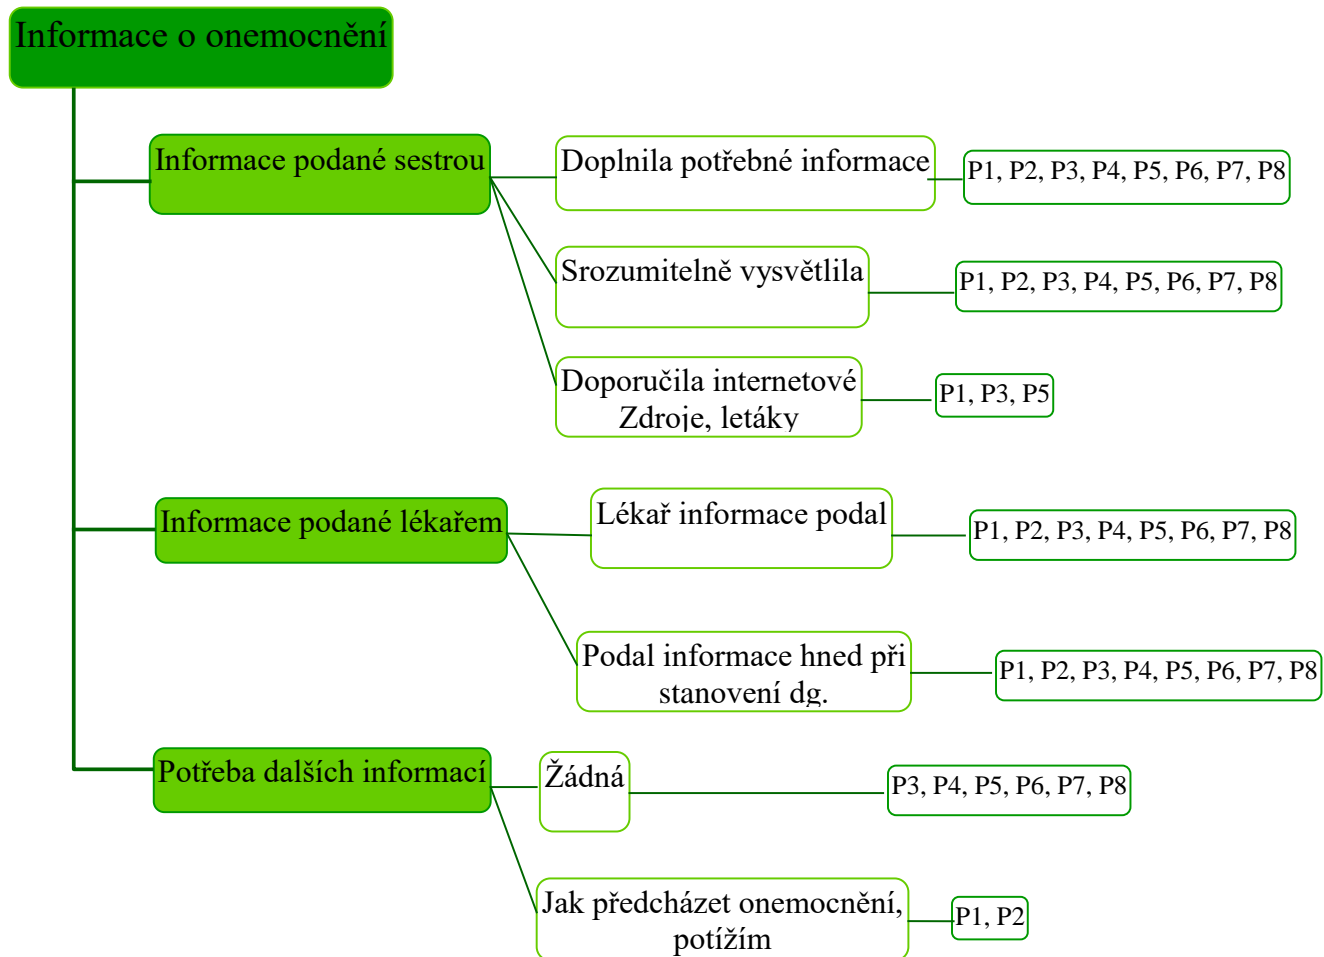 Informace o onemocnění
Informace podané sestrou
Doplnila potřebné informace
P1, P2, P3, P4, P5, P6, P7, P8
Srozumitelně vysvětlila
P1, P2, P3, P4, P5, P6, P7, P8
Doporučila internetové
Zdroje, letáky
P1, P3, P5
Informace podané lékařem
Lékař informace podal
P1, P2, P3, P4, P5, P6, P7, P8
Podal informace hned při
stanovení dg.
P1, P2, P3, P4, P5, P6, P7, P8
Potřeba dalších informací
Žádná
P3, P4, P5, P6, P7, P8
Jak předcházet onemocnění,
potížím
P1, P2